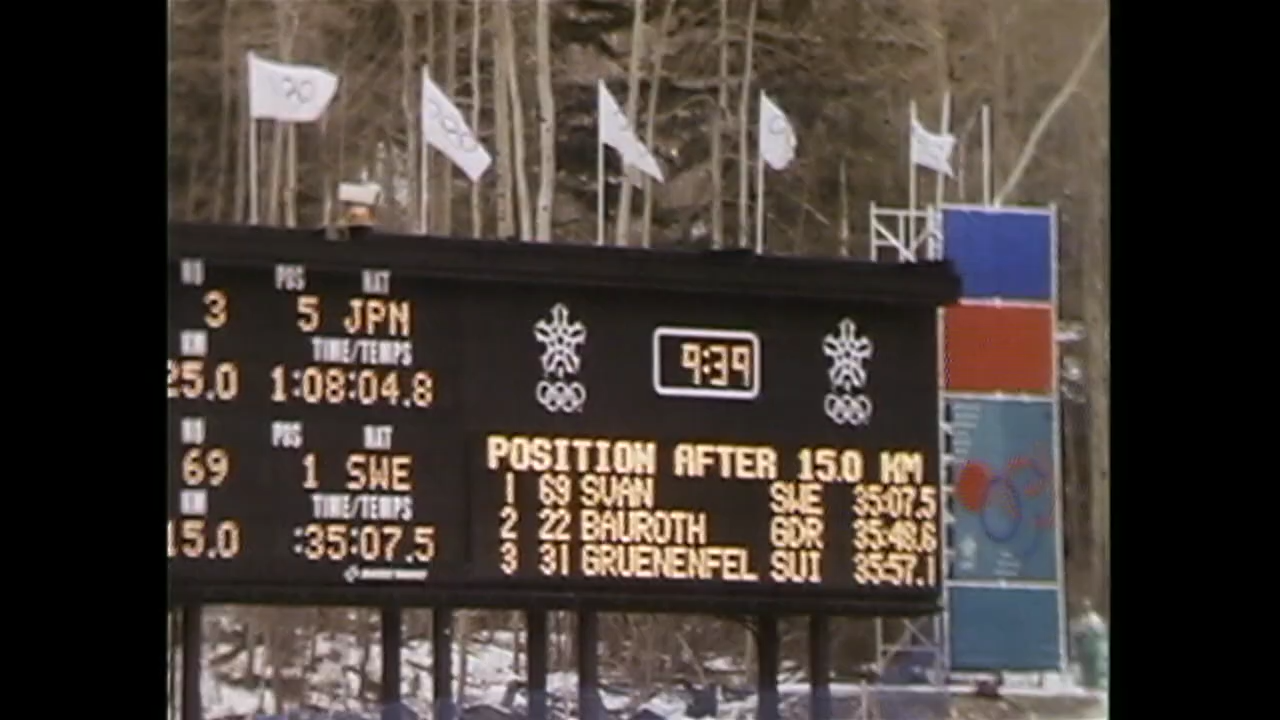 NO POS NAT
3 5 JPN
KM TIME/TEMPS
25.0 1:08:04.8
NO POS NAT
69 1 SWE
KM TIME/TEMPS
15.0 :35:07.5
9:39
POSITION AFTER 15.0 KM
1 69 SVAN SWE 35:07.5
2 22 BAUROTH GDR 35:48.6
3 31 GRUENENFEL SUI 35:57.1